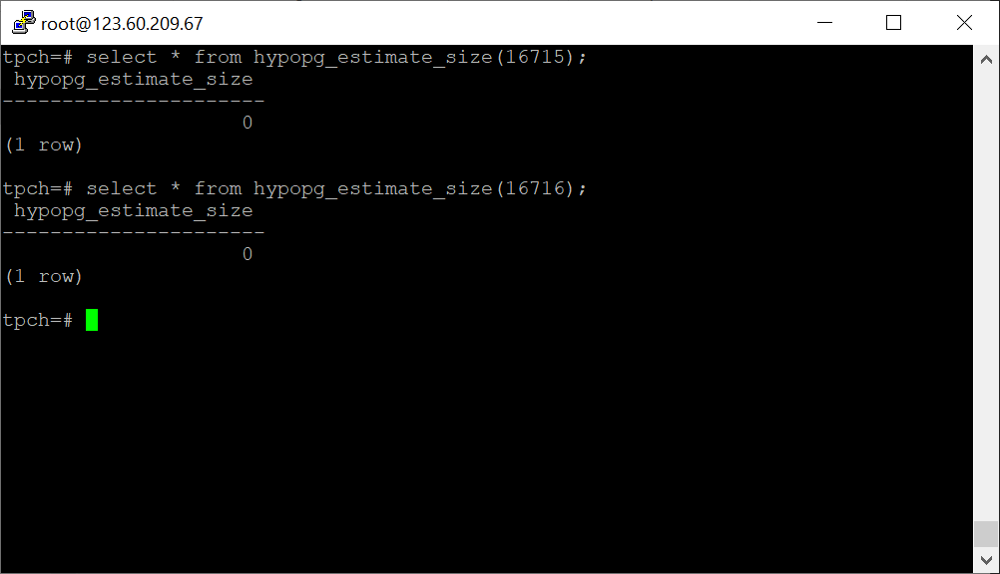 root@123.60.209.67
tpch=# select * from hypopg_estimate_size(16715);
 hypopg_estimate_size
----------------------
                    0
(1 row)

tpch=# select * from hypopg_estimate_size(16716);
 hypopg_estimate_size
----------------------
                    0
(1 row)

tpch=#